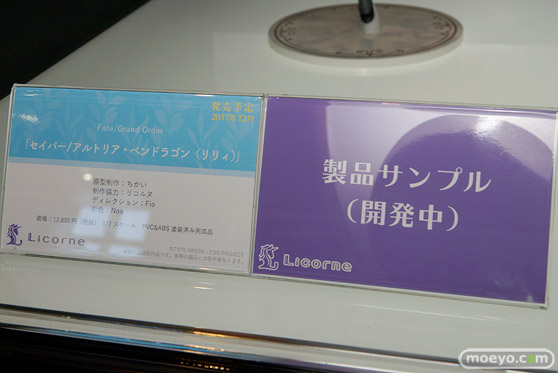 発売予定
2017年12月
Fate/Grand Order
「セイバー/アルトリア・ペンドラゴン〈リリィ〉」
原型制作：ちかい
制作協力：リコルヌ
ディレクション：Flo
彩色：Noa
価格：12,800円（税抜） 1/7スケール PVC&ABS 塗装済み完成品
©TYPE-MOON / FGO PROJECT
Licorne
製品サンプル
（開発中）
Licorne
moeyo.com